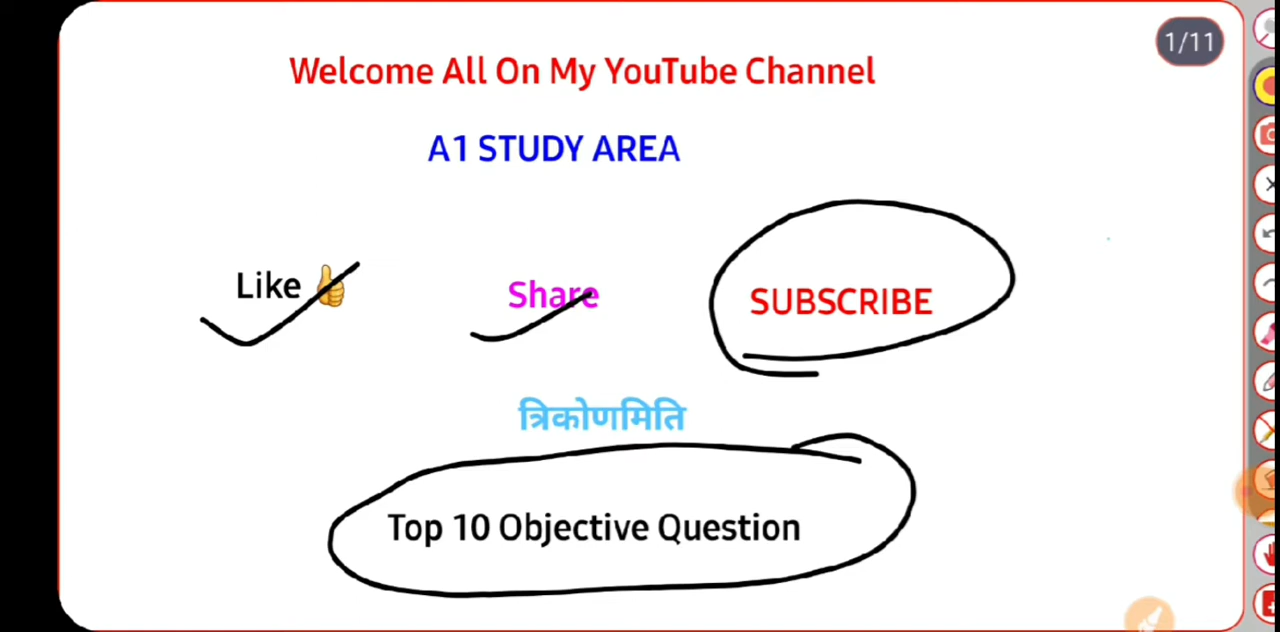 1/11
Welcome All On My YouTube Channel
A1 STUDY AREA
Like 👍 Share SUBSCRIBE
त्रिकोणमिति
Top 10 Objective Question